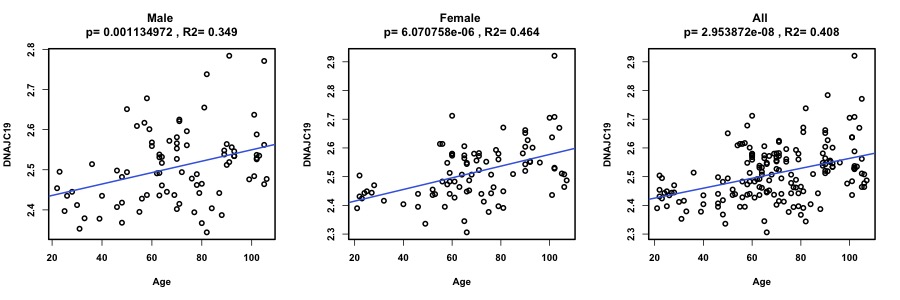 Male
p= 0.001134972 , R2= 0.349
DNAJC19
2.8
2.7
2.6
2.5
2.4
20 40 60 80 100
Age
Female
p= 6.070758e-06 , R2= 0.464
DNAJC19
2.9
2.8
2.7
2.6
2.5
2.4
2.3
20 40 60 80 100
Age
All
p= 2.953872e-08 , R2= 0.408
DNAJC19
2.9
2.8
2.7
2.6
2.5
2.4
2.3
20 40 60 80 100
Age